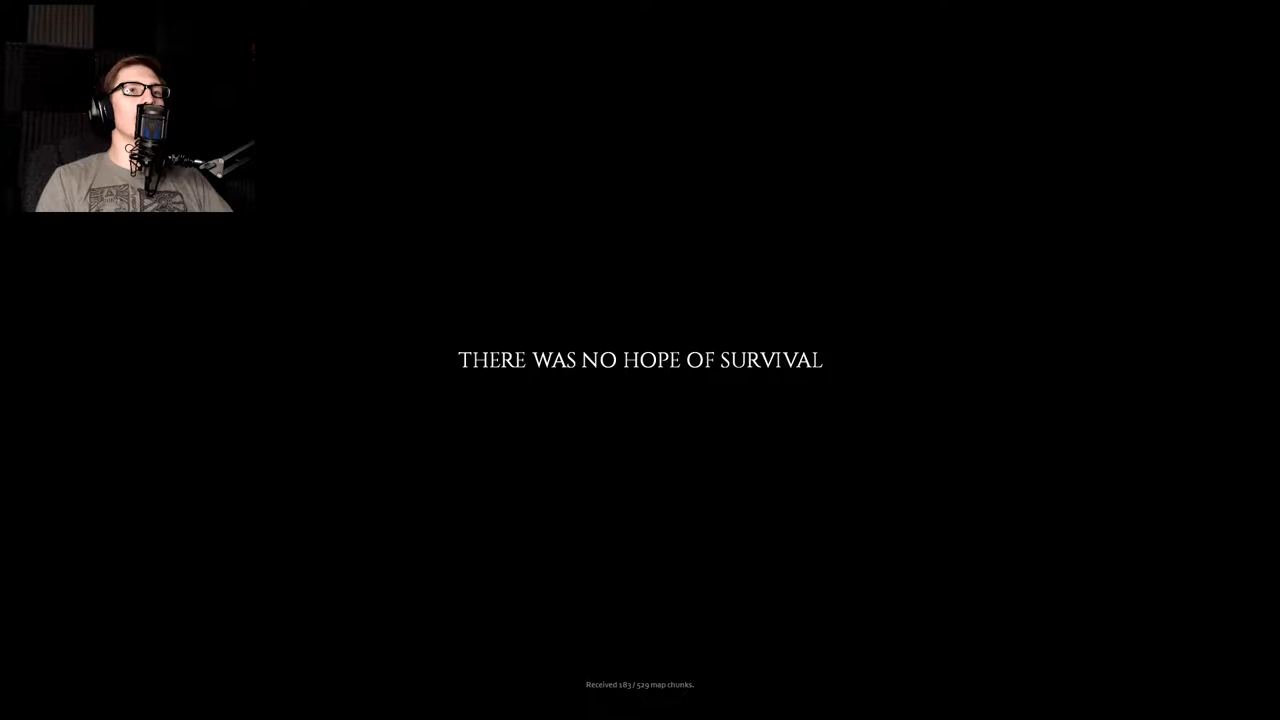 THERE WAS NO HOPE OF SURVIVAL
Received 183 / 529 map chunks.